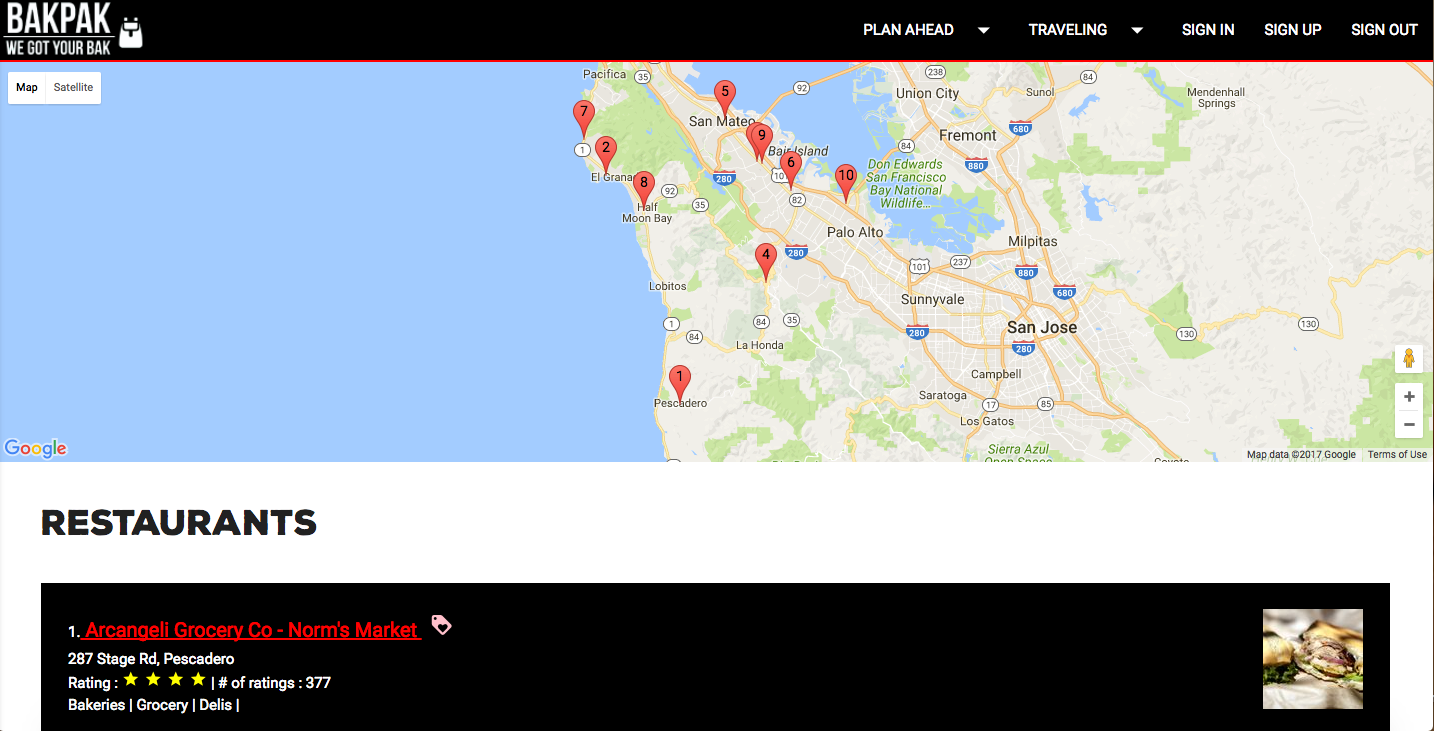 BAKPAK
WE GOT YOUR BAK
PLAN AHEAD
TRAVELING
SIGN IN
SIGN UP
SIGN OUT
Map
Satellite
Pacifica
35
92
238
84
Union City
Sunol
Mendenhall
Springs
5
7
San Mateo
680
9
Fremont
1
2
Bair Island
84
880
6
Don Edwards
San Francisco
Bay National
Wildlife...
10
101
El Grana
280
8
92
82
35
Half
Moon Bay
Palo Alto
Milpitas
4
280
101
237
880
Lobitos
680
Sunnyvale
1
84
35
280
San Jose
130
130
84
La Honda
280
1
Campbell
Pescadero
Saratoga
17
85
Los Gatos
Sierra Azul
Open Space
Coyote
Google
Map data ©2017 Google
Terms of Use
RESTAURANTS
1. Arcangeli Grocery Co - Norm's Market
287 Stage Rd, Pescadero
Rating : | # of ratings : 377
Bakeries | Grocery | Delis |